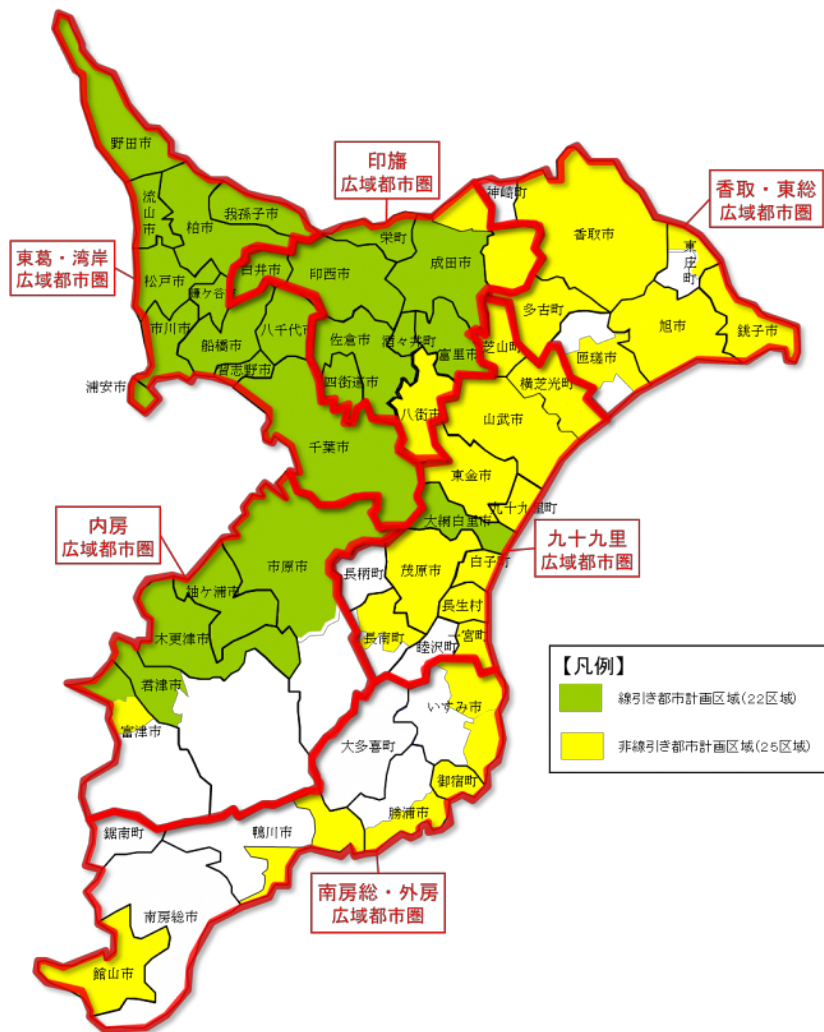 野田市
印旛
広域都市圏
流山市
柏市
我孫子市
神崎町
香取・東総
広域都市圏
栄町
香取市
東庄町
東葛・湾岸
広域都市圏
白井市
印西市
成田市
松戸市
鎌ケ谷市
多古町
市川市
船橋市
八千代市
佐倉市
酒々井町
富里市
芝山町
旭市
銚子市
匝瑳市
習志野市
四街道市
横芝光町
浦安市
八街市
山武市
千葉市
東金市
九十九里町
大網白里市
内房
広域都市圏
九十九里
広域都市圏
市原市
長柄町
茂原市
白子町
袖ケ浦市
長生村
木更津市
長南町
睦沢町
一宮町
【凡例】
君津市
線引き都市計画区域(22区域)
いすみ市
富津市
大多喜町
非線引き都市計画区域(25区域)
御宿町
勝浦市
鋸南町
鴨川市
南房総・外房
広域都市圏
南房総市
館山市